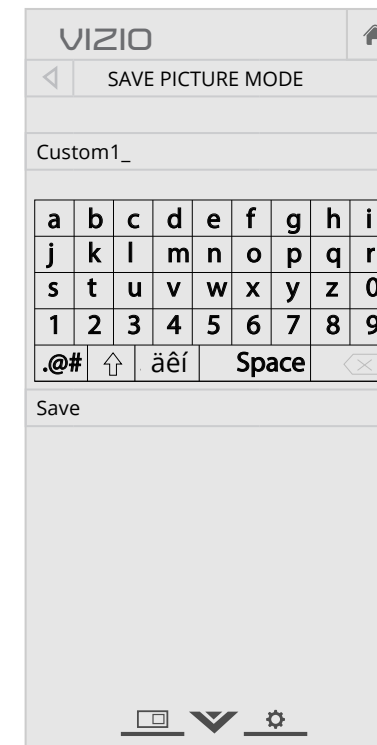 VIZIO
SAVE PICTURE MODE
Custom1_
a b c d e f g h i
j k l m n o p q r
s t u v w x y z 0
1 2 3 4 5 6 7 8 9
.@# äêí Space
Save